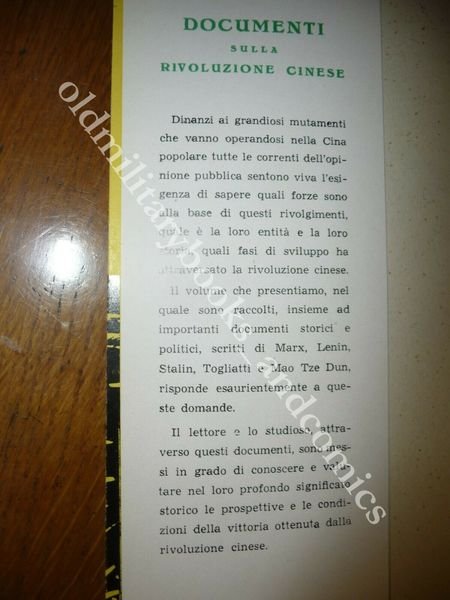 DOCUMENTI
SULLA
RIVOLUZIONE CINESE
Dinanzi ai grandiosi mutamenti
che vanno operandosi nella Cina
popolare tutte le correnti dell'opi-
nione pubblica sentono viva l'esi-
genza di sapere quali forze sono
alla base di questi rivolgimenti,
quale è la loro entità e la loro
storia, quali fasi di sviluppo ha
attraversato la rivoluzione cinese.
Il volume che presentiamo, nel
quale sono raccolti, insieme ad
importanti documenti storici e
politici, scritti di Marx, Lenin,
Stalin, Togliatti e Mao Tze Dun,
risponde esaurientemente a que-
ste domande.
Il lettore e lo studioso, attra-
verso questi documenti, sono mes-
si in grado di conoscere e valu-
tare nel loro profondo significato
storico le prospettive e le condi-
zioni della vittoria ottenuta dalla
rivoluzione cinese.
oldmilitarybooks_andcomics